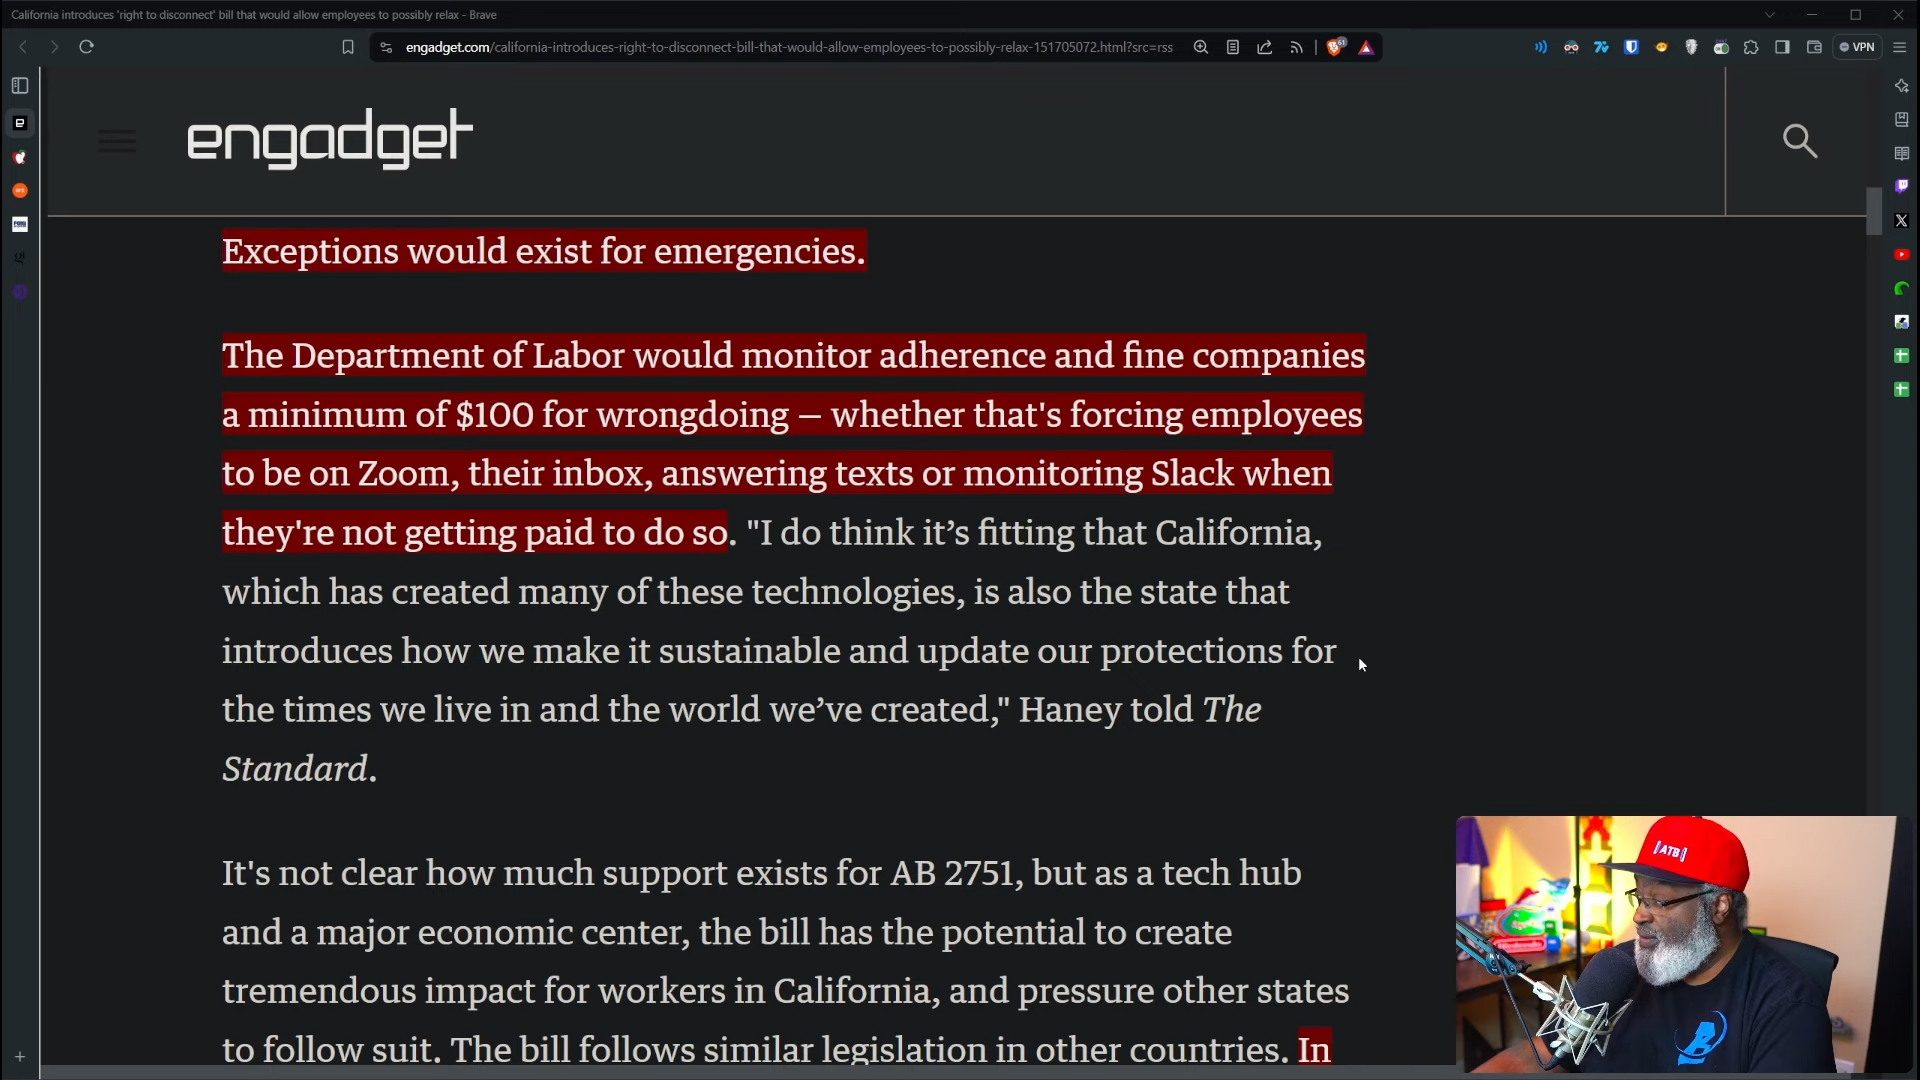 California introduces 'right to disconnect' bill that would allow employees to possibly relax - Brave
engadget.com/california-introduces-right-to-disconnect-bill-that-would-allow-employees-to-possibly-relax-151705072.html?src=rss
VPN
engadget
Exceptions would exist for emergencies.
The Department of Labor would monitor adherence and fine companies
a minimum of $100 for wrongdoing — whether that's forcing employees
to be on Zoom, their inbox, answering texts or monitoring Slack when
they're not getting paid to do so. "I do think it’s fitting that California,
which has created many of these technologies, is also the state that
introduces how we make it sustainable and update our protections for
the times we live in and the world we’ve created," Haney told The
Standard.
It's not clear how much support exists for AB 2751, but as a tech hub
and a major economic center, the bill has the potential to create
tremendous impact for workers in California, and pressure other states
to follow suit. The bill follows similar legislation in other countries. In
ATB